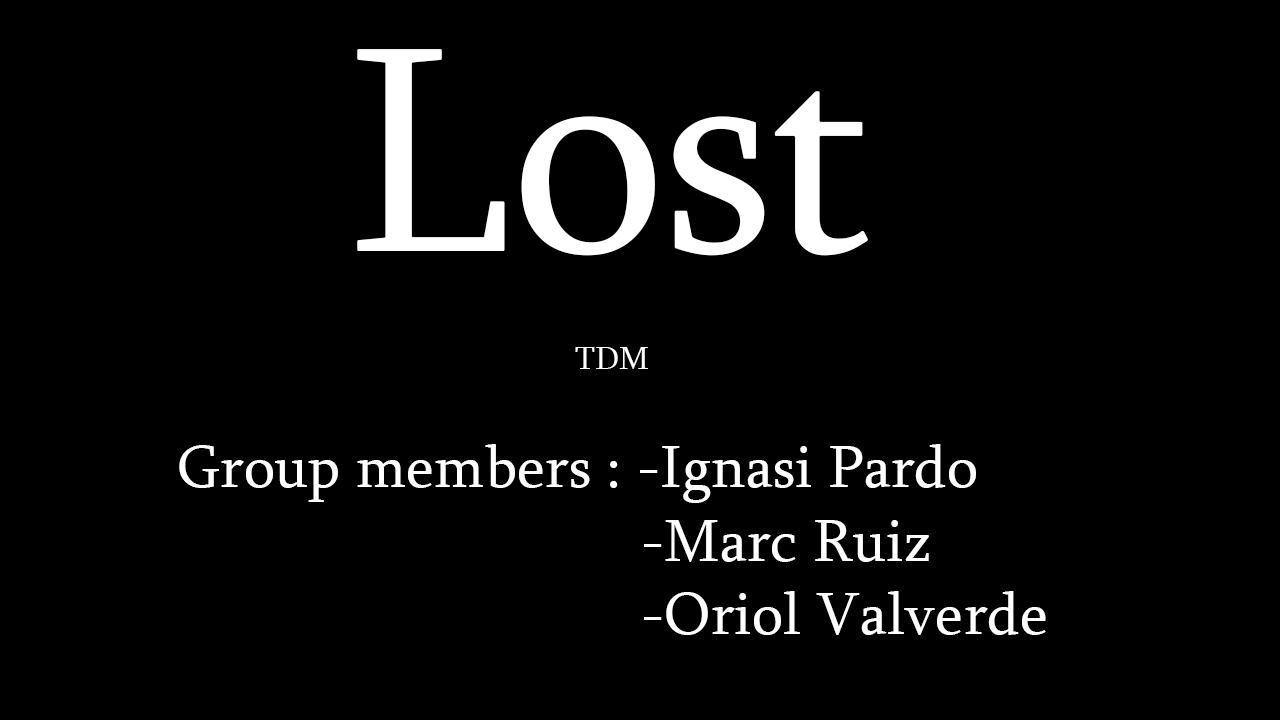 Lost
TDM
Group members : -Ignasi Pardo
-Marc Ruiz
-Oriol Valverde